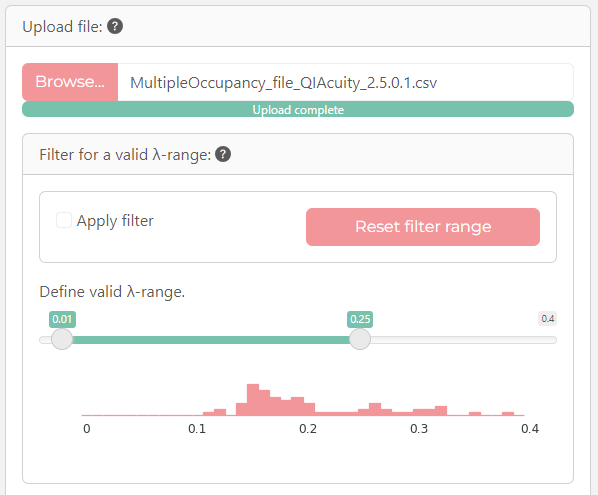 Upload file: ?
Browse... MultipleOccupancy_file_QIAcuity_2.5.0.1.csv
Upload complete
Filter for a valid λ-range: ?
Apply filter Reset filter range
Define valid λ-range.
0.01 0.25 0.4
0 0.1 0.2 0.3 0.4